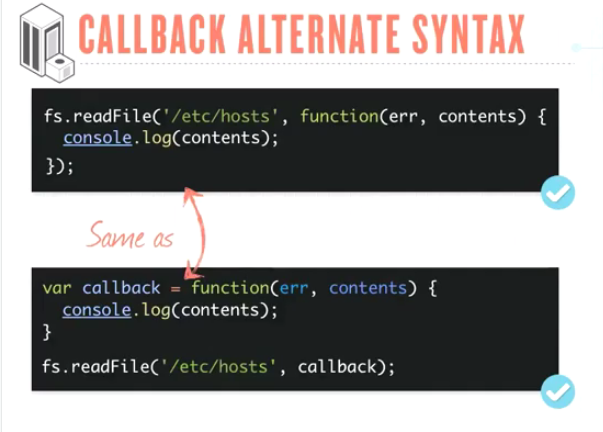 CALLBACK ALTERNATE SYNTAX
fs.readFile('/etc/hosts', function(err, contents) {
  console.log(contents);
});
Same as
var callback = function(err, contents) {
  console.log(contents);
}
fs.readFile('/etc/hosts', callback);